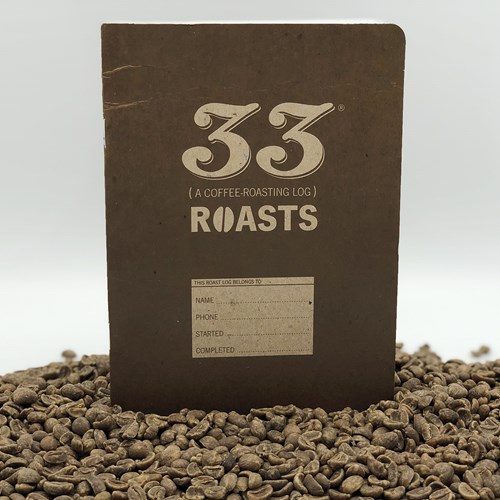 33®
( A COFFEE-ROASTING LOG )
ROASTS
THIS ROAST LOG BELONGS TO
NAME
PHONE
STARTED
COMPLETED